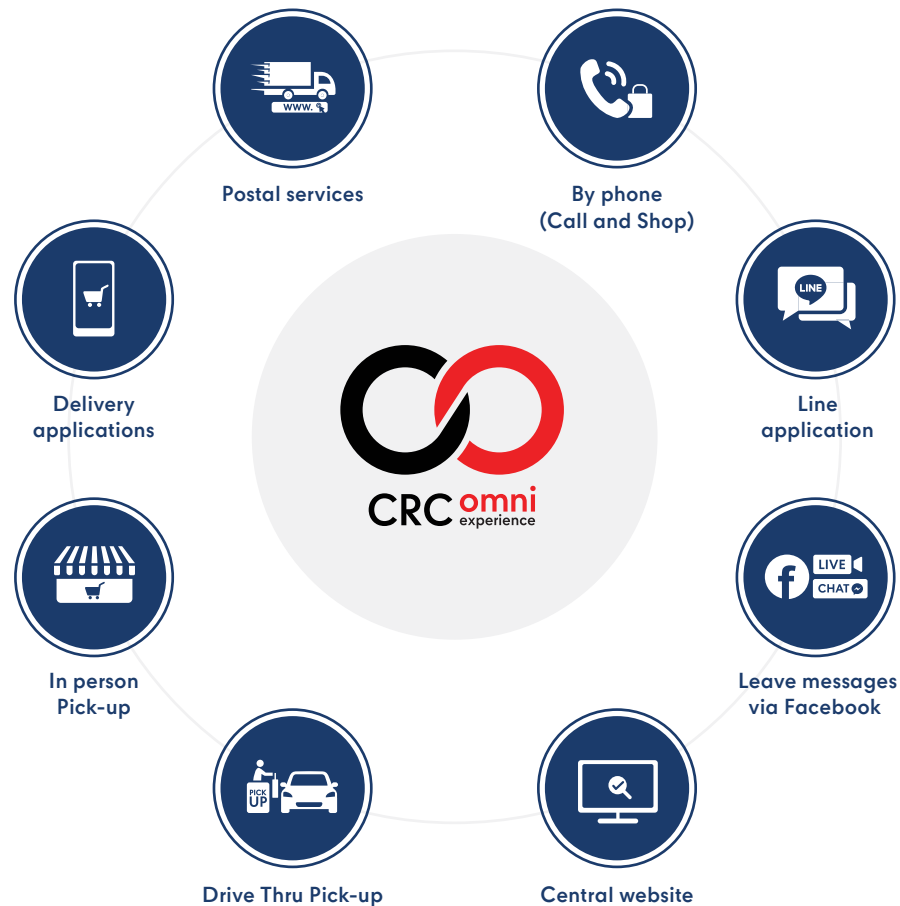 WWW.
Postal services
By phone
(Call and Shop)
LINE
Line
application
Delivery
applications
CRC omni
experience
LIVE
CHAT
Leave messages
via Facebook
In person
Pick-up
PICK
UP
Drive Thru Pick-up
Central website